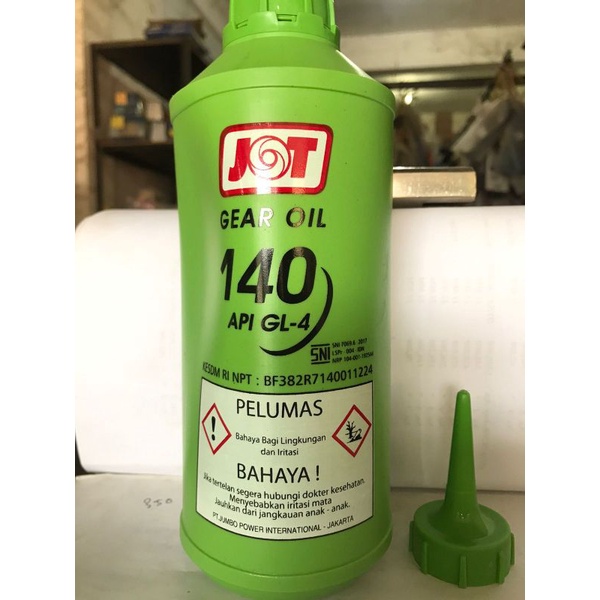 JOT
GEAR OIL
140
API GL-4
SNI
KESDM RI NPT : BF382R7140011224
PELUMAS
!
Bahaya Bagi Lingkungan
dan Iritasi
BAHAYA !
Jika tertelan segera hubungi dokter kesehatan.
Menyebabkan iritasi mata
Jauhkan dari jangkauan anak - anak.
PT.JUMBO POWER INTERNATIONAL - JAKARTA